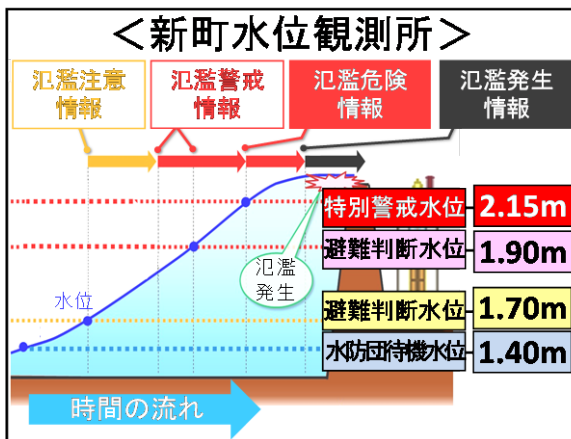 ＜新町水位観測所＞
氾濫注意
情報
氾濫警戒
情報
氾濫危険
情報
氾濫発生
情報
特別警戒水位 2.15m
避難判断水位 1.90m
氾濫
発生
水位
避難判断水位 1.70m
水防団待機水位 1.40m
時間の流れ